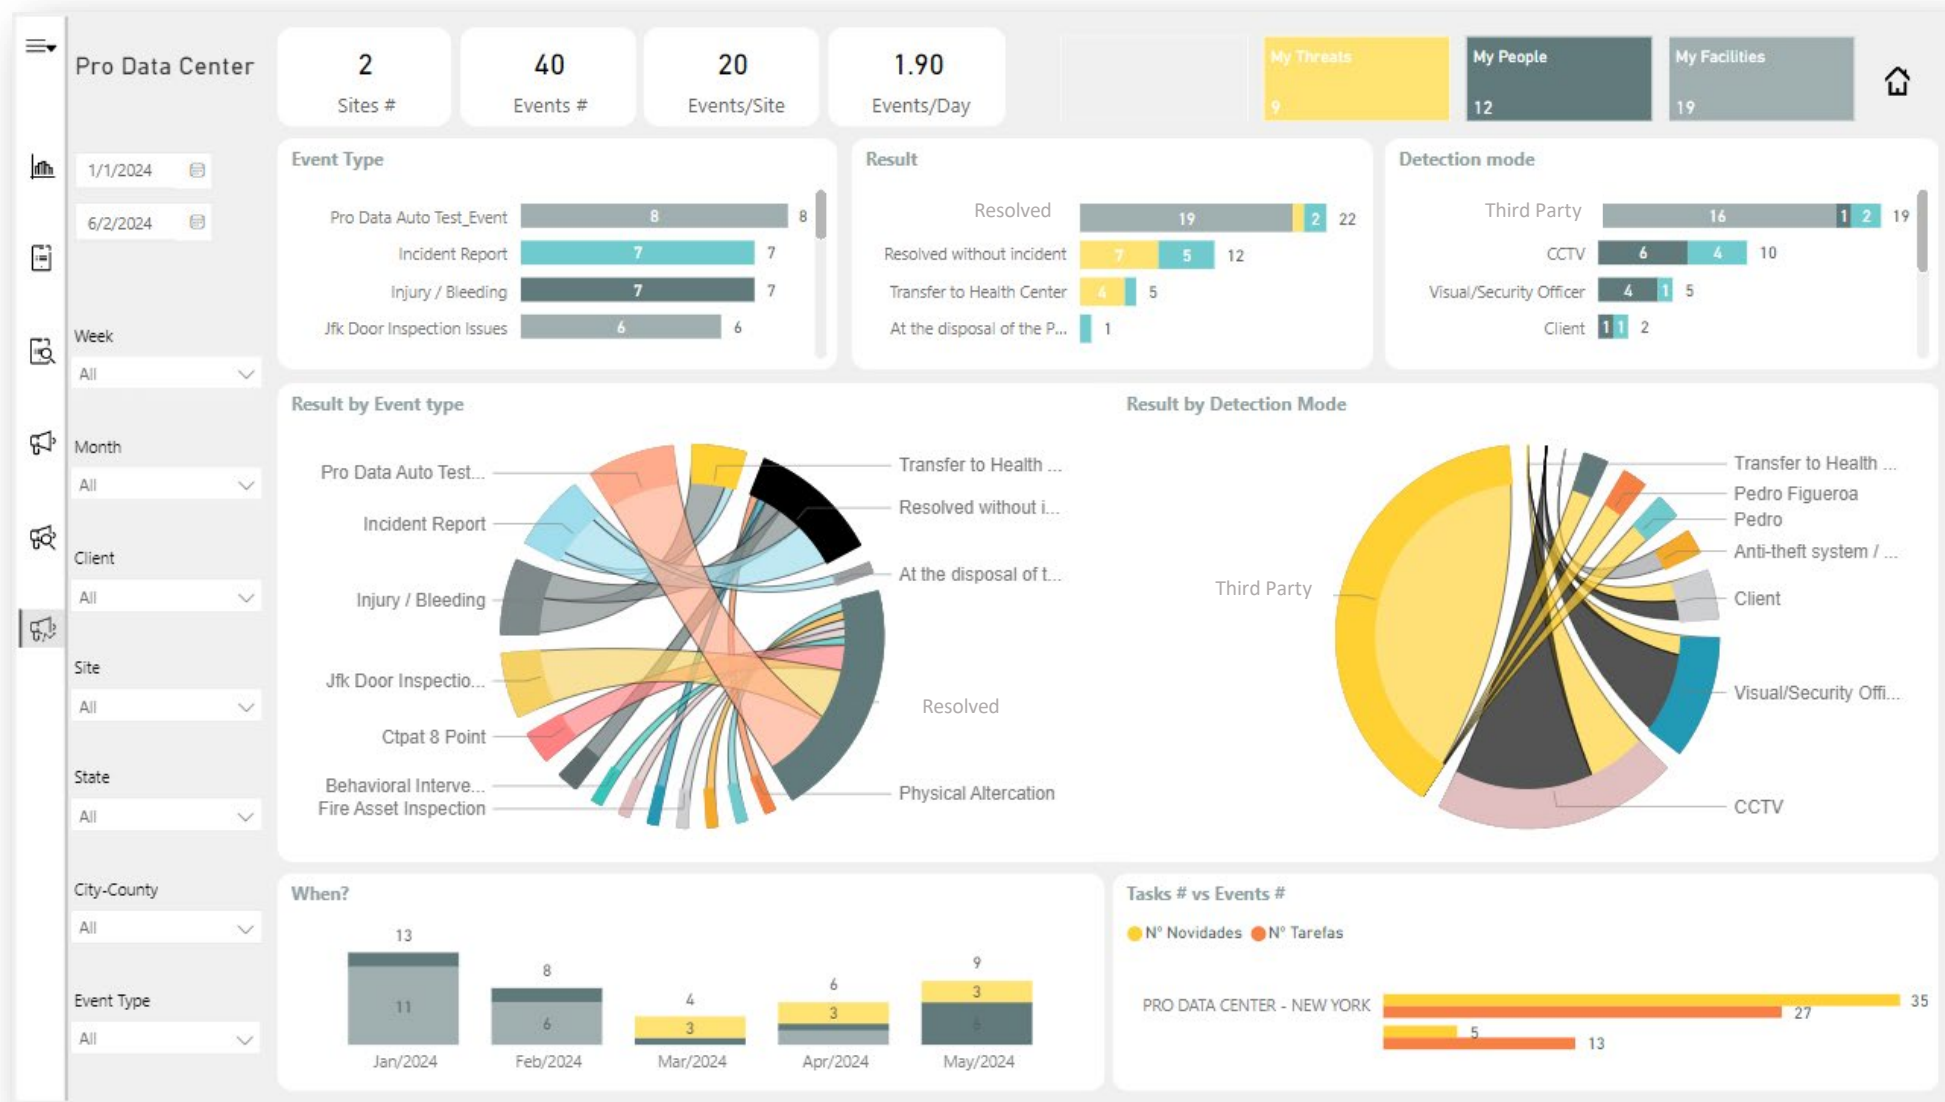 Pro Data Center
2
Sites #
40
Events #
20
Events/Site
1.90
Events/Day
My Threats
9
My People
12
My Facilities
19
1/1/2024
6/2/2024
Week
All
Month
All
Client
All
Site
All
State
All
City-County
All
Event Type
All
Event Type
Pro Data Auto Test_Event 8 8
Incident Report 7 7
Injury / Bleeding 7 7
Jfk Door Inspection Issues 6 6
Result
Resolved 19 2 22
Resolved without incident 7 5 12
Transfer to Health Center 4 5
At the disposal of the P... 1
Detection mode
Third Party 16 1 2 19
CCTV 6 4 10
Visual/Security Officer 4 1 5
Client 1 1 2
Result by Event type
Pro Data Auto Test...
Incident Report
Injury / Bleeding
Jfk Door Inspectio...
Ctpat 8 Point
Behavioral Interve...
Fire Asset Inspection
Transfer to Health ...
Resolved without i...
At the disposal of t...
Resolved
Physical Altercation
Result by Detection Mode
Third Party
Transfer to Health ...
Pedro Figueroa
Pedro
Anti-theft system / ...
Client
Visual/Security Offi...
CCTV
When?
13
11
Jan/2024
8
6
Feb/2024
4
3
Mar/2024
6
3
Apr/2024
9
3
6
May/2024
Tasks # vs Events #
N° Novidades N° Tarefas
PRO DATA CENTER - NEW YORK
35
27
5
13